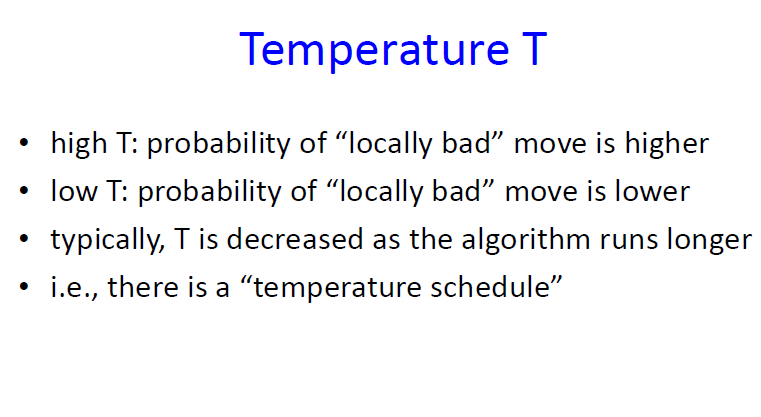 Temperature T
• high T: probability of “locally bad” move is higher
• low T: probability of “locally bad” move is lower
• typically, T is decreased as the algorithm runs longer
• i.e., there is a “temperature schedule”